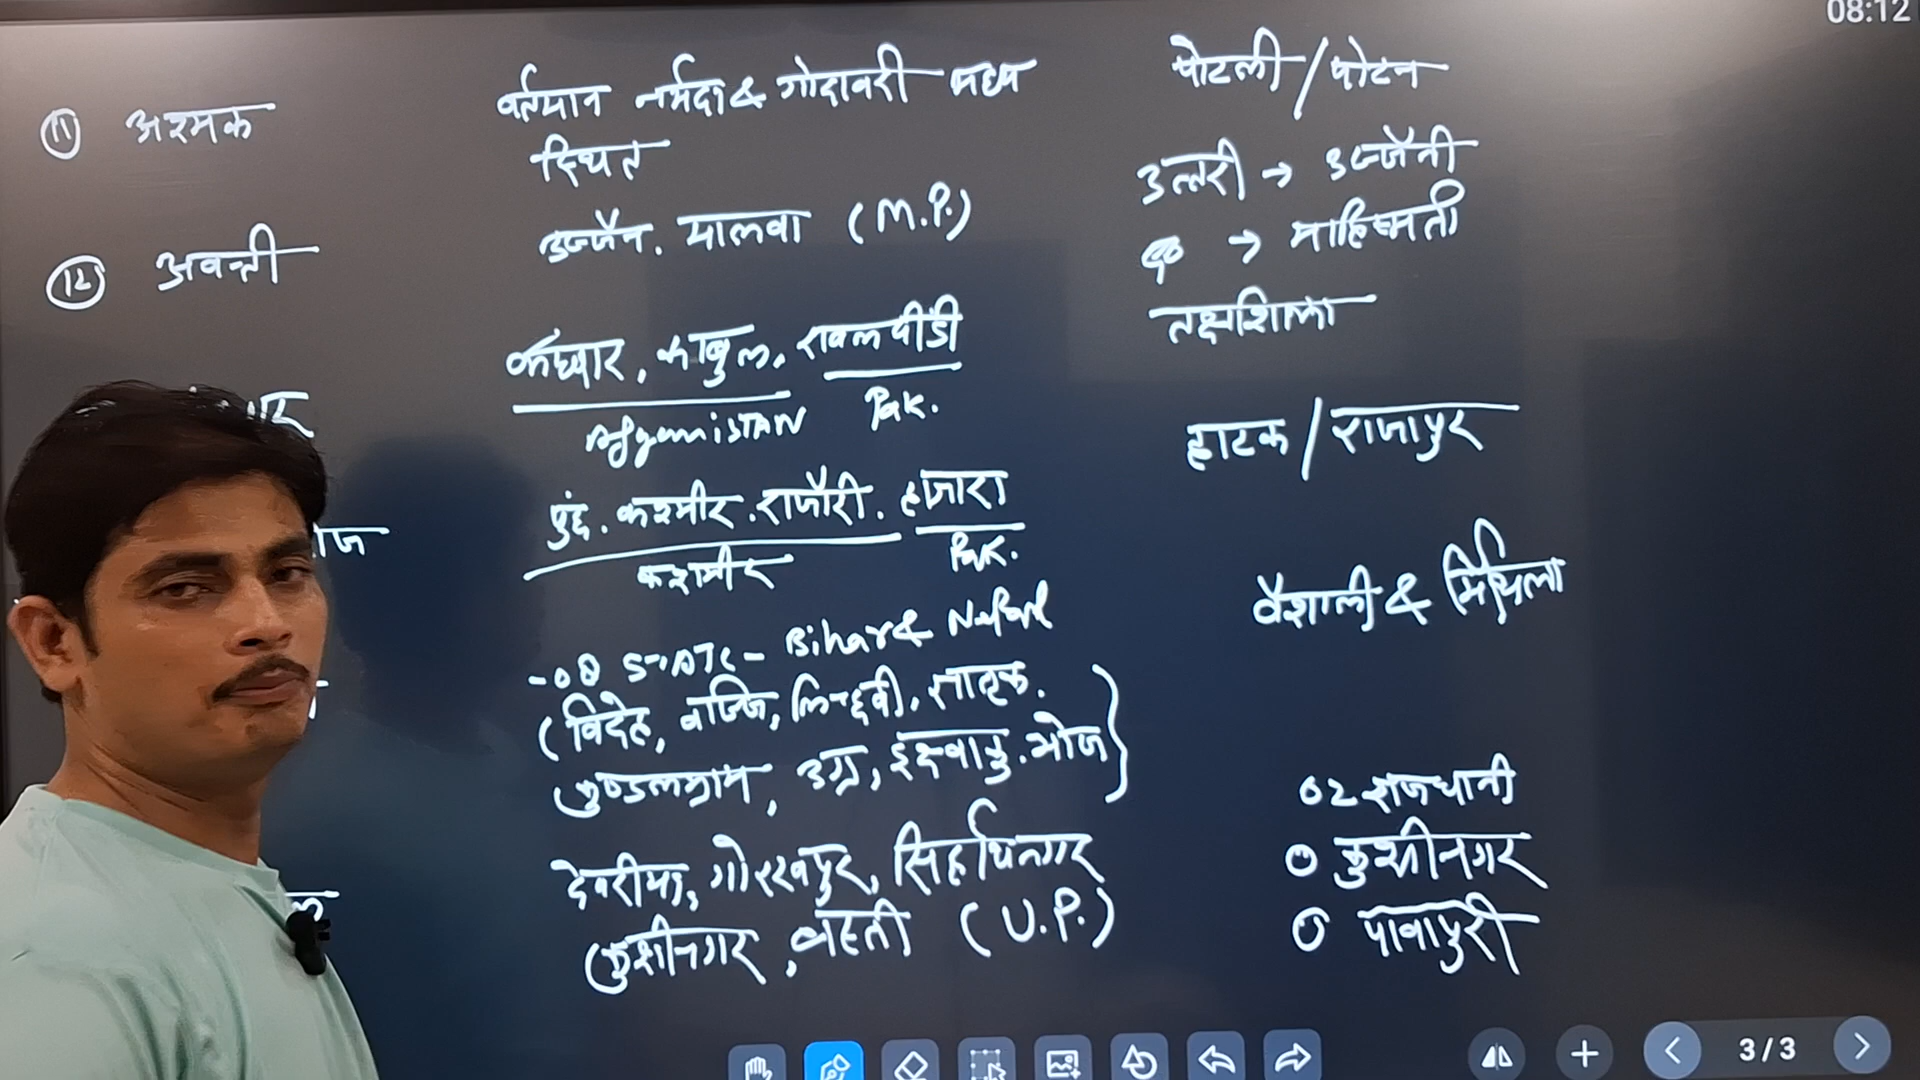 08:12
⑪ अश्मक
वर्तमान नर्मदा & गोदावरी मध्य
स्थित
पोटली / पोटन
⑫ अवन्ती
उज्जैन. मालवा (M.P.)
उत्तरी → उज्जैनी
द० → माहिष्मती
कंधार, काबुल, रावलपींडी
AfganiSTAN Pak.
तक्षशिला
पुंछ. कश्मीर. राजौरी. हजारा
कश्मीर Pak.
हाटक / राजापुर
Bihar & Nepal
(विदेह, वज्जि, लिच्छवी, ज्ञातृक.
कुण्डलग्राम, उग्र, इक्ष्वाकु. भोज}
वैशाली & मिथिला
देवरीया, गोरखपुर, सिर्हाथनगर
कुशीनगर, बस्ती (U.P.)
02 राजधानी
कुशीनगर
पावापुरी
3/3